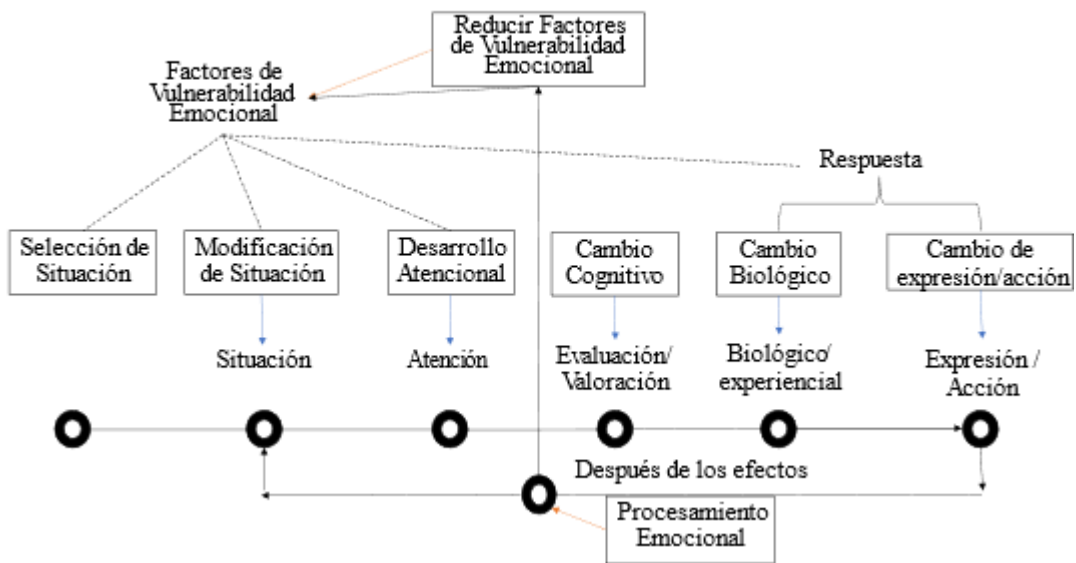 Reducir Factores
de Vulnerabilidad
Emocional
Factores de
Vulnerabilidad
Emocional
Respuesta
Selección de
Situación
Modificación
de Situación
Desarrollo
Atencional
Cambio
Cognitivo
Cambio
Biológico
Cambio de
expresión/acción
Situación
Atención
Evaluación/
Valoración
Biológico/
experiencial
Expresión /
Acción
Después de los efectos
Procesamiento
Emocional